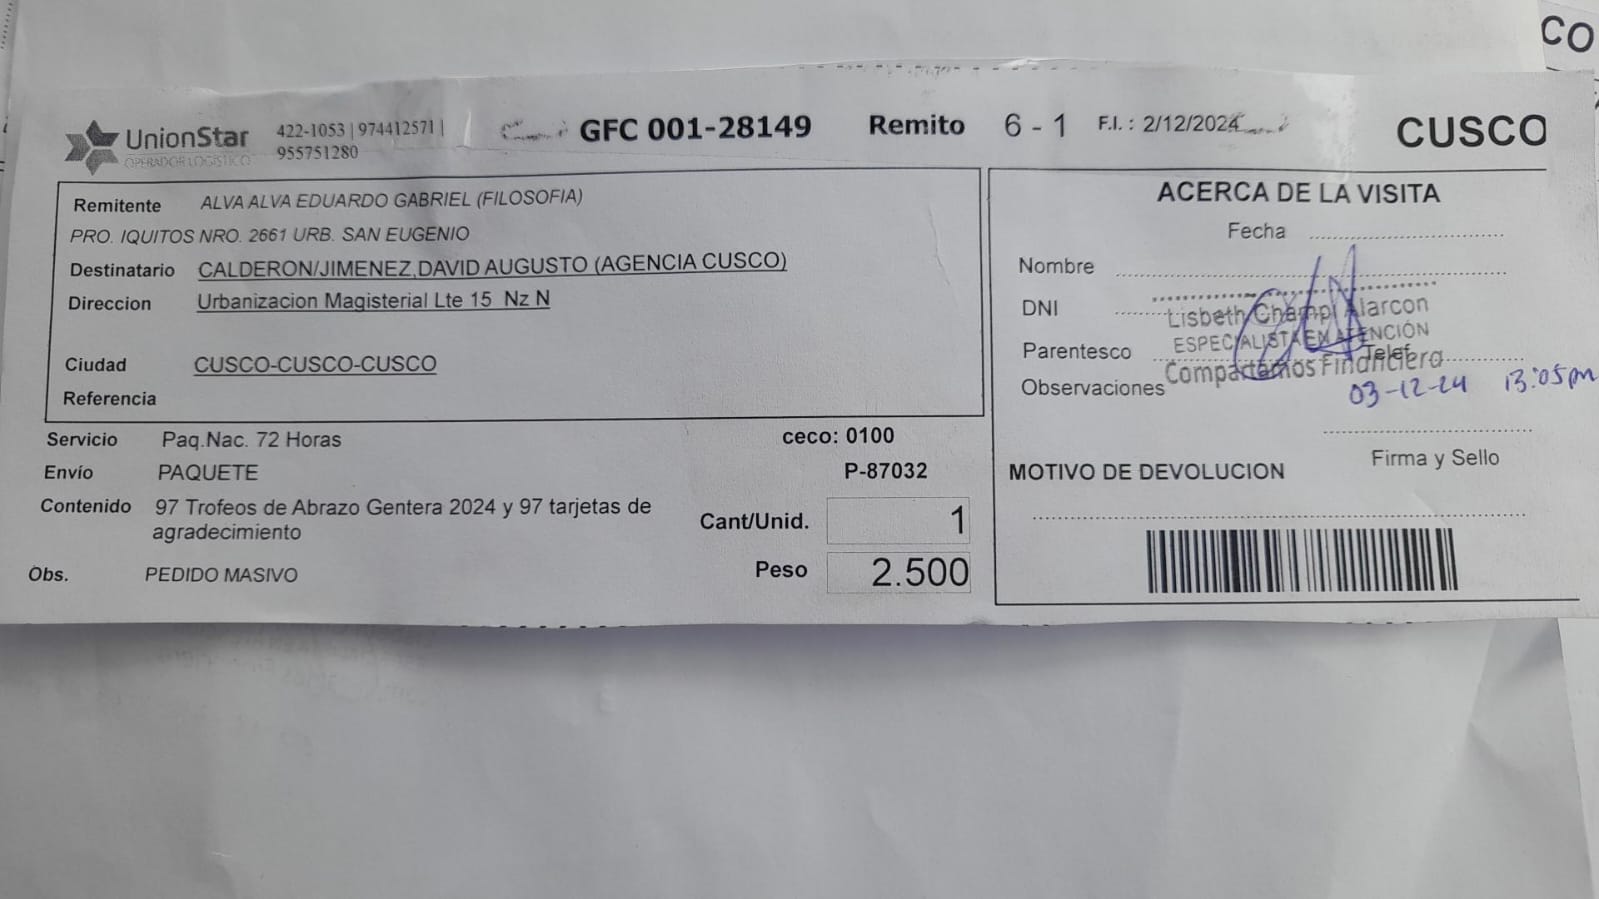 CO
UnionStar
OPERADOR LOGISTICO
422-1053 | 974412571 |
955751280
GFC 001-28149
Remito 6 - 1
F.I. : 2/12/2024
CUSCO
Remitente ALVA ALVA EDUARDO GABRIEL (FILOSOFIA)
PRO. IQUITOS NRO. 2661 URB. SAN EUGENIO
Destinatario CALDERON/JIMENEZ,DAVID AUGUSTO (AGENCIA CUSCO)
Direccion Urbanizacion Magisterial Lte 15 Nz N
Ciudad CUSCO-CUSCO-CUSCO
Referencia
Servicio Paq.Nac. 72 Horas
ceco: 0100
Envío PAQUETE
P-87032
Contenido 97 Trofeos de Abrazo Gentera 2024 y 97 tarjetas de
agradecimiento
Cant/Unid. 1
Obs. PEDIDO MASIVO
Peso 2.500
ACERCA DE LA VISITA
Fecha
Nombre
DNI
Lisbeth Champi Alarcon
ESPECIALISTA EN ATENCIÓN
Parentesco
Telef
Compartamos Financiera
Observaciones
03-12-24 13:05pm
Firma y Sello
MOTIVO DE DEVOLUCION